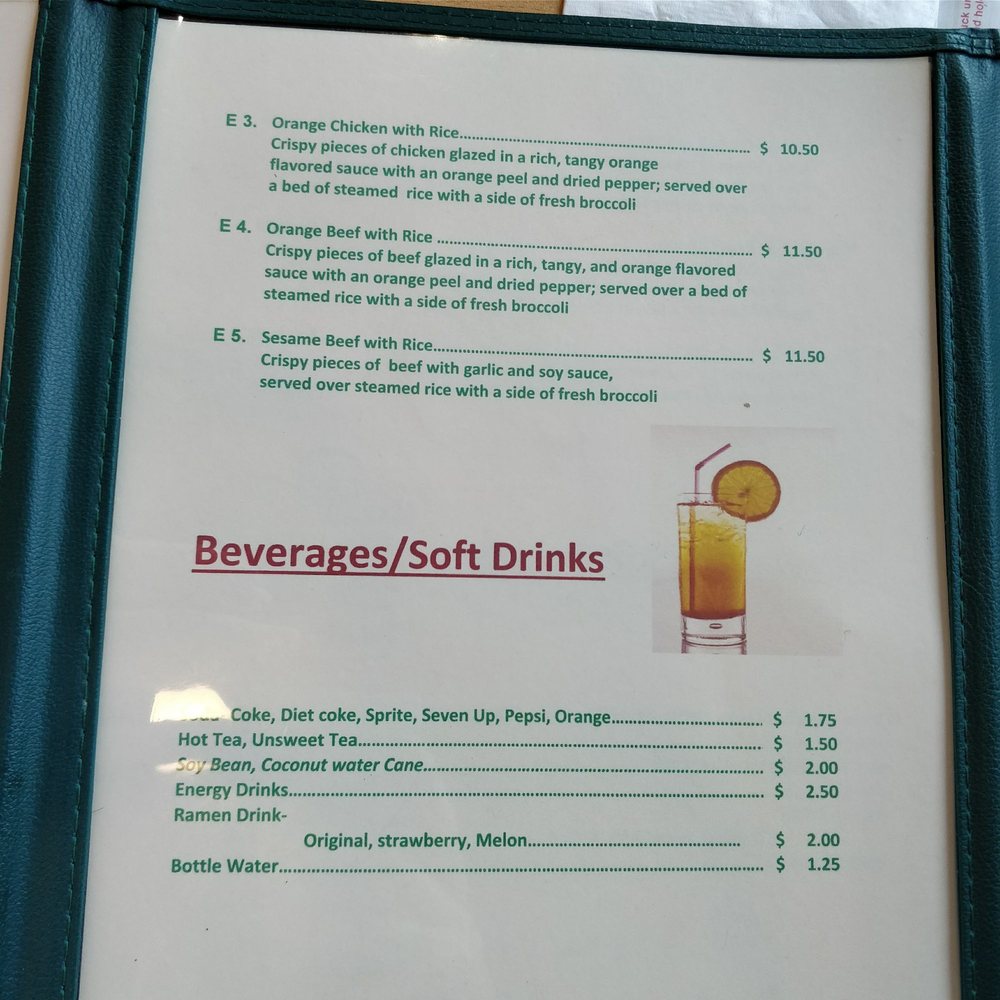 E 3. Orange Chicken with Rice.......... $ 10.50
Crispy pieces of chicken glazed in a rich, tangy orange
flavored sauce with an orange peel and dried pepper; served over
a bed of steamed rice with a side of fresh broccoli
E 4. Orange Beef with Rice .......... $ 11.50
Crispy pieces of beef glazed in a rich, tangy, and orange flavored
sauce with an orange peel and dried pepper; served over a bed of
steamed rice with a side of fresh broccoli
E 5. Sesame Beef with Rice.......... $ 11.50
Crispy pieces of beef with garlic and soy sauce,
served over steamed rice with a side of fresh broccoli
Beverages/Soft Drinks
Coke, Diet coke, Sprite, Seven Up, Pepsi, Orange.......... $ 1.75
Hot Tea, Unsweet Tea.......... $ 1.50
Soy Bean, Coconut water Cane.......... $ 2.00
Energy Drinks.......... $ 2.50
Ramen Drink-
Original, strawberry, Melon.......... $ 2.00
Bottle Water.......... $ 1.25